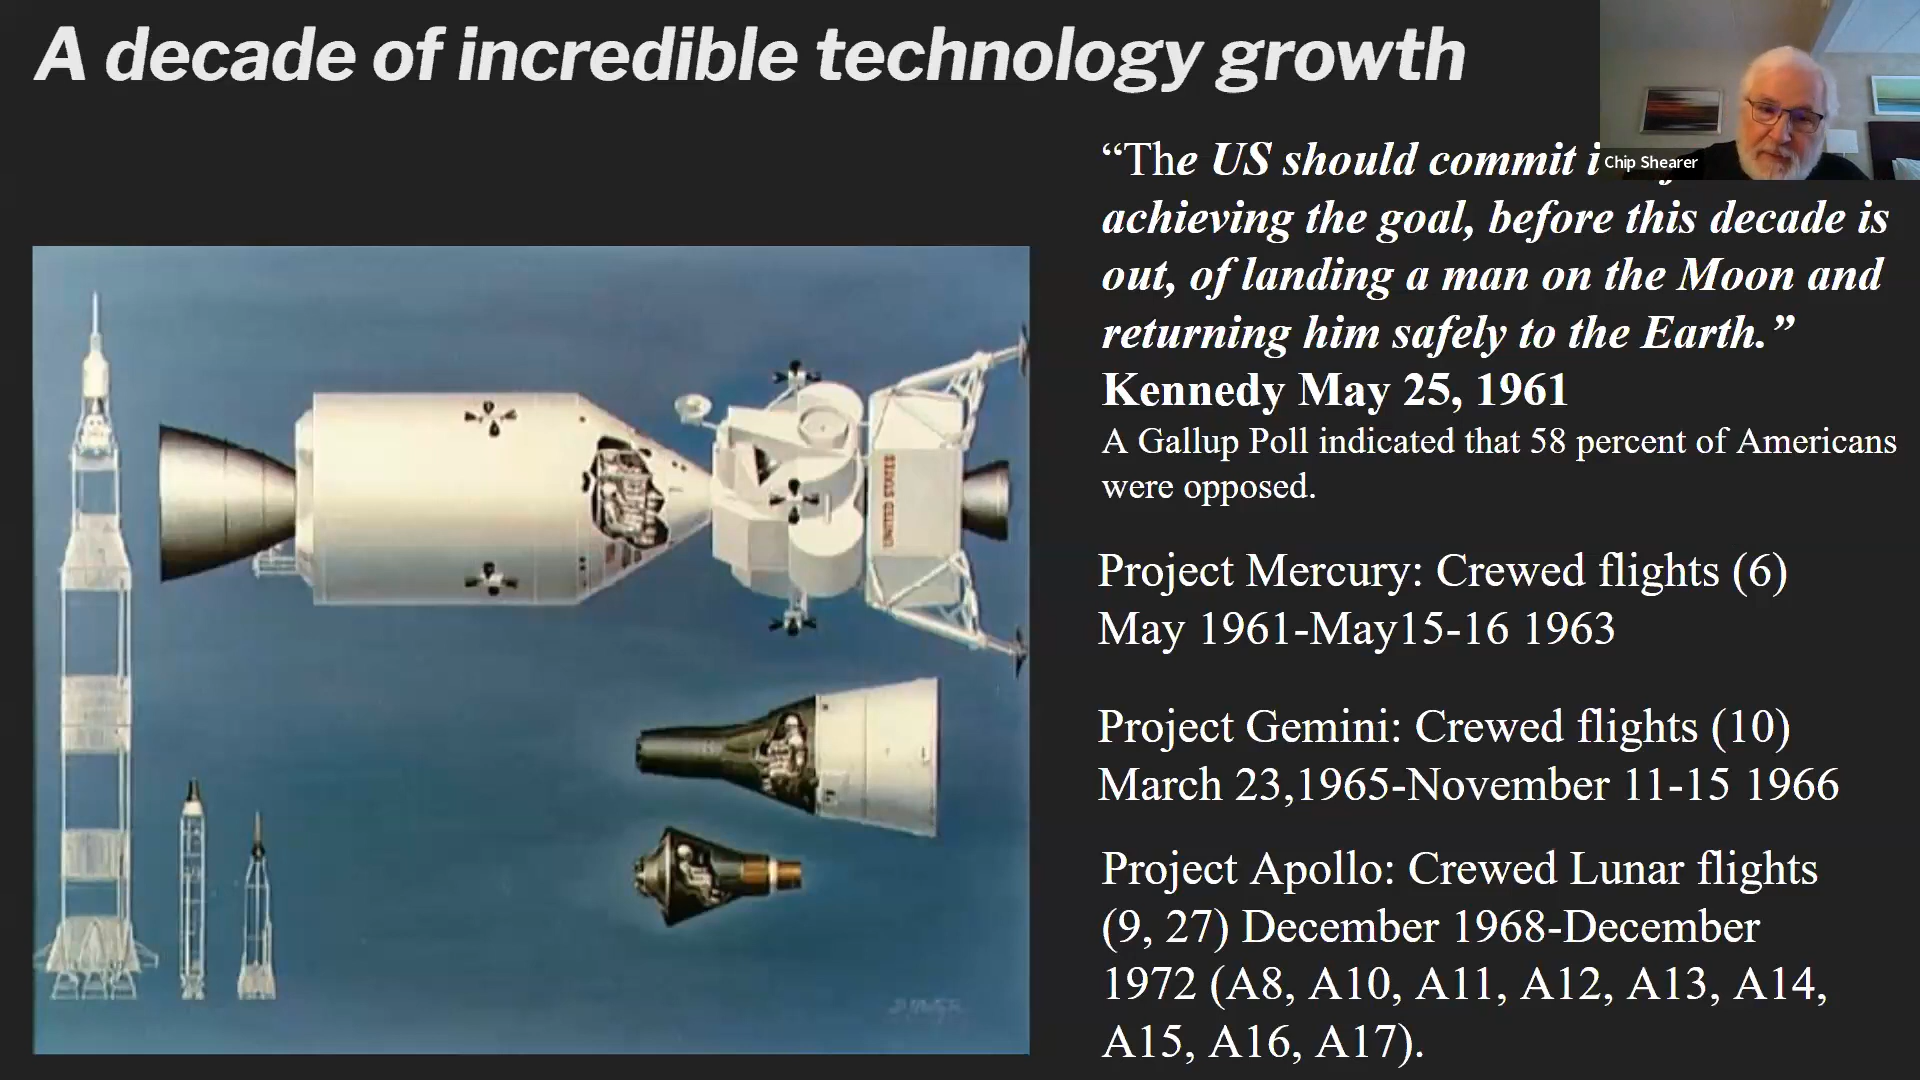 A decade of incredible technology growth
Chip Shearer
“The US should commit
achieving the goal, before this decade is
out, of landing a man on the Moon and
returning him safely to the Earth.”
Kennedy May 25, 1961
A Gallup Poll indicated that 58 percent of Americans
were opposed.
Project Mercury: Crewed flights (6)
May 1961-May15-16 1963
Project Gemini: Crewed flights (10)
March 23,1965-November 11-15 1966
Project Apollo: Crewed Lunar flights
(9, 27) December 1968-December
1972 (A8, A10, A11, A12, A13, A14,
A15, A16, A17).
UNITED STATES